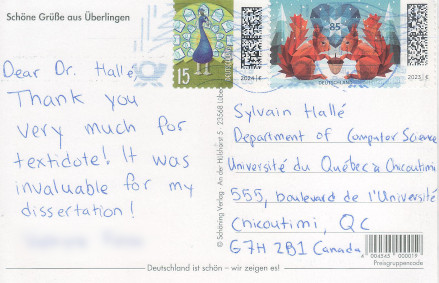 Schöne Grüße aus Überlingen
Dear Dr. Hallé
Thank you
very much for
textidote! It was
invaluable for my
dissertation!
15
2024 €
85
DEUTSCHLAND
2023 €
© Schöning Verlag · An der Hülshorst 5 · 23568 Lübeck
Sylvain Hallé
Department of Computer Science
Université du Québec à Chicoutimi
555, boulevard de l'Université
Chicoutimi, QC
G7H 2B1 Canada
4 004545 000019
Preisgruppencode
Deutschland ist schön – wir zeigen es!